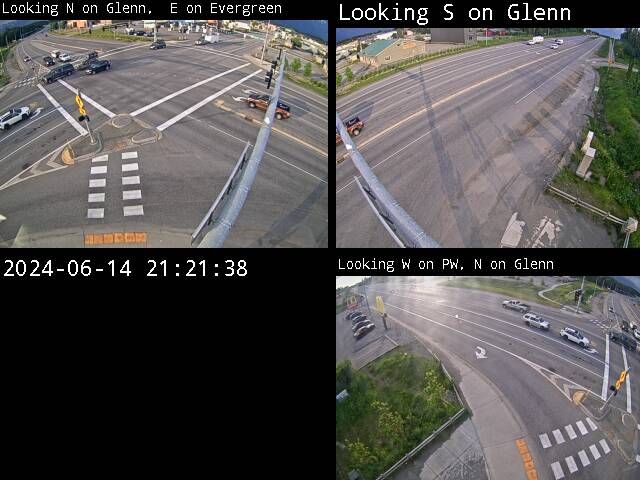 Looking N on Glenn,  E on Evergreen
Looking S on Glenn
2024-06-14 21:21:38
Looking W on PW, N on Glenn